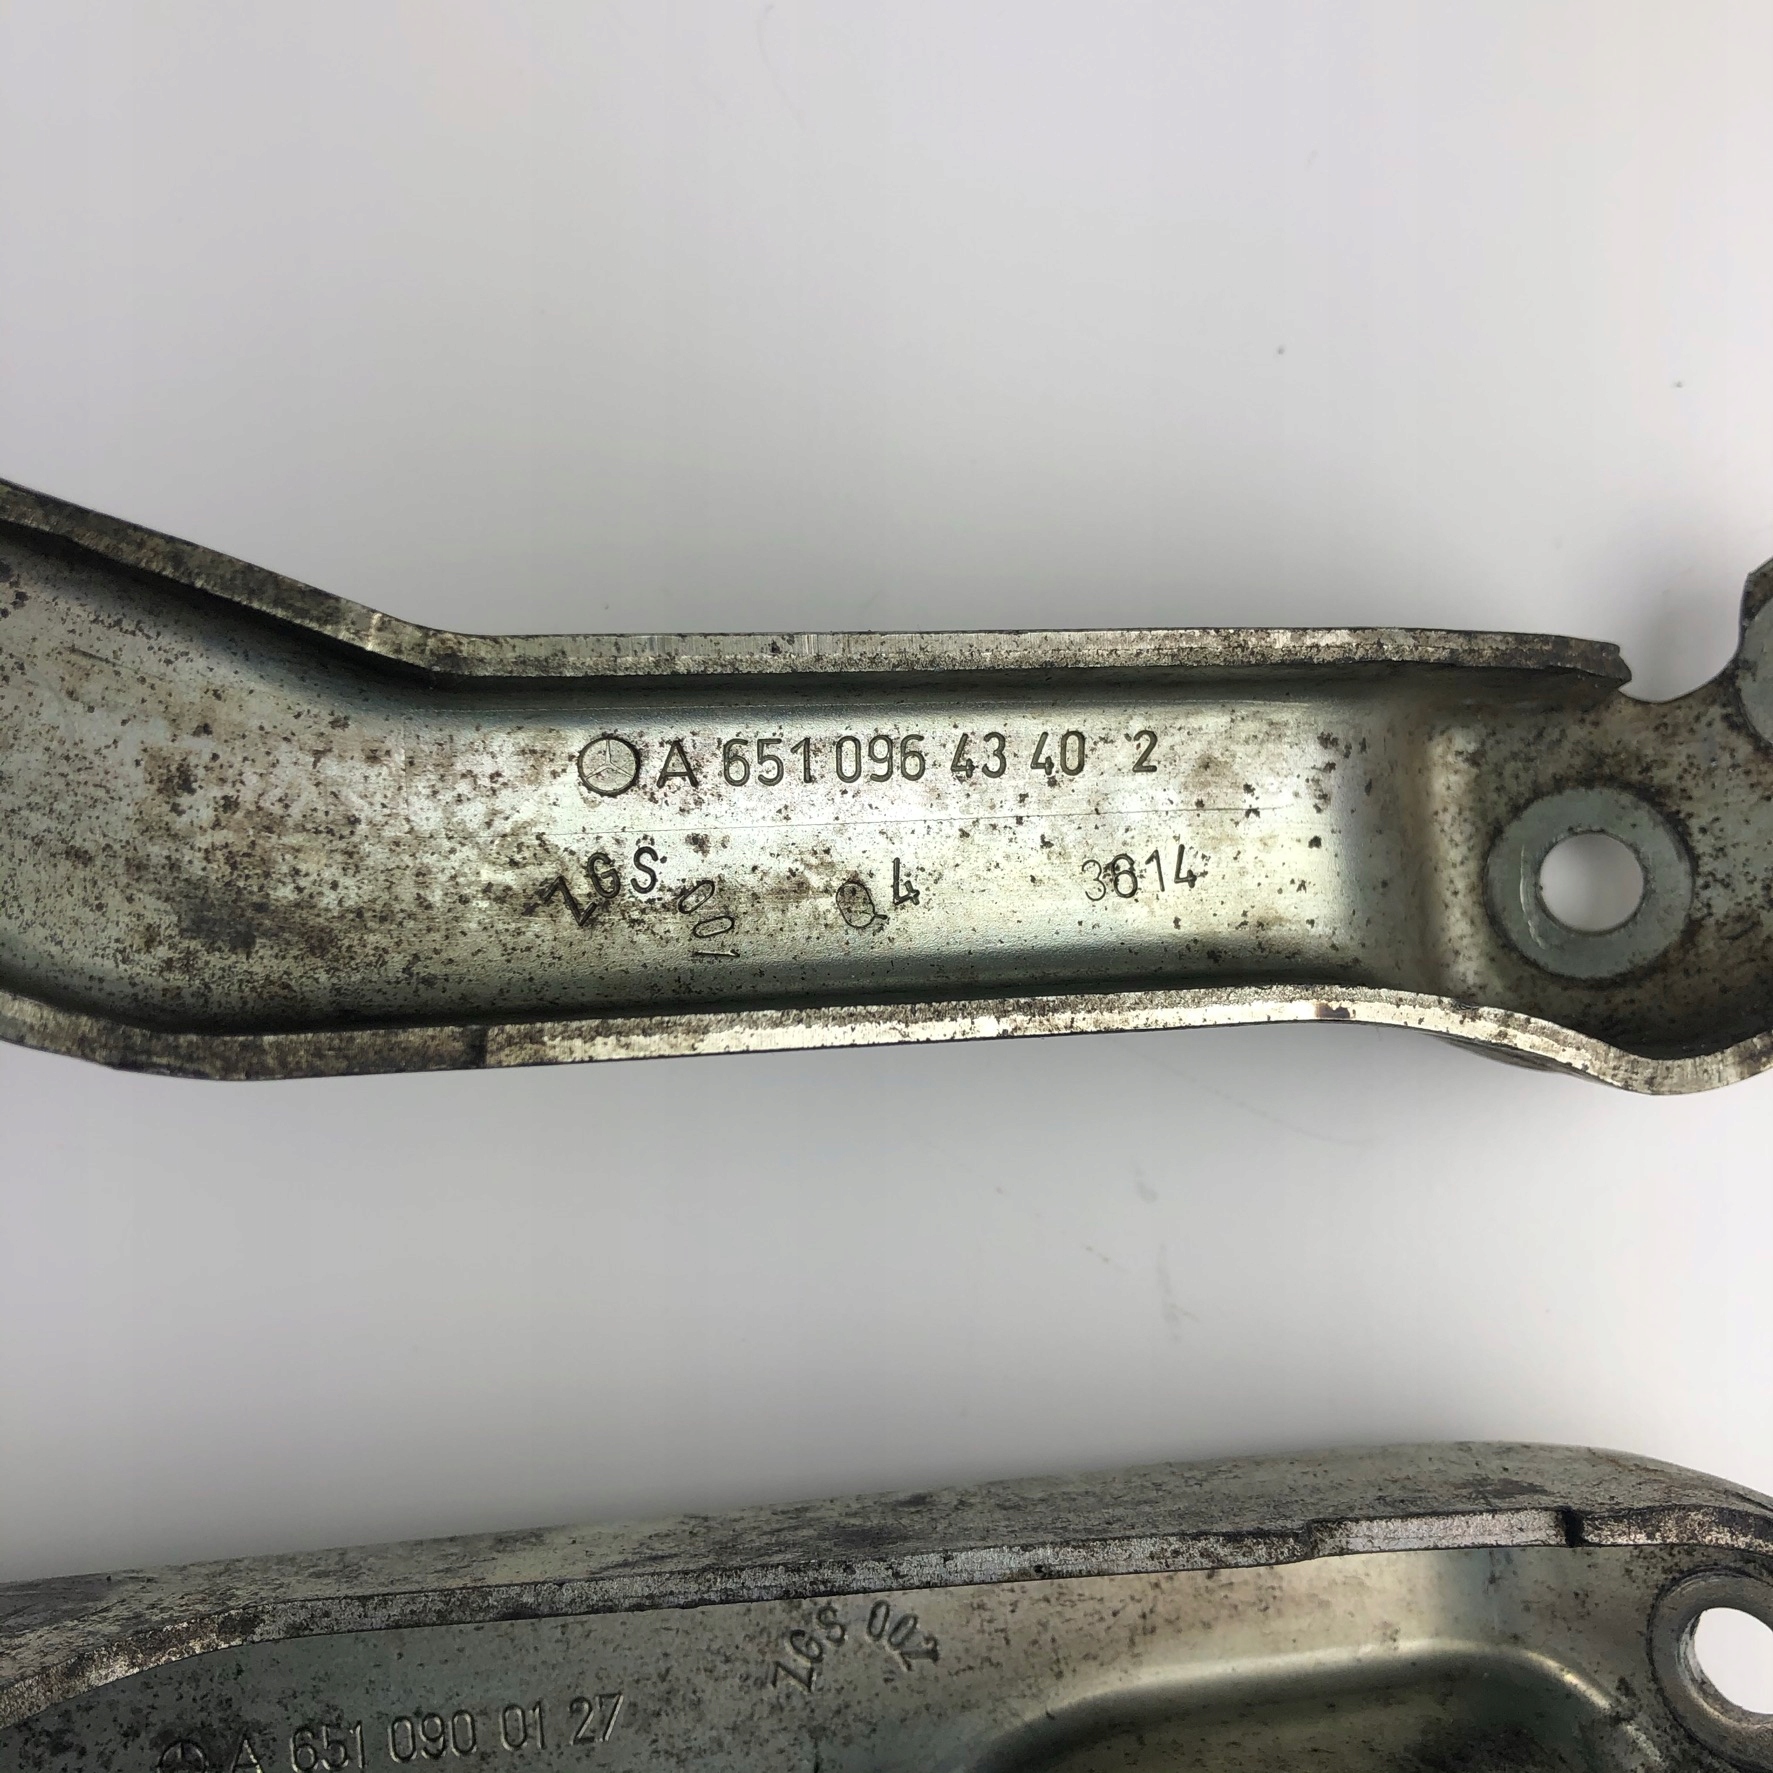 A 651 096 43 40 2
ZGS 001 Q4 3614
ZGS 002
A 651 090 01 27